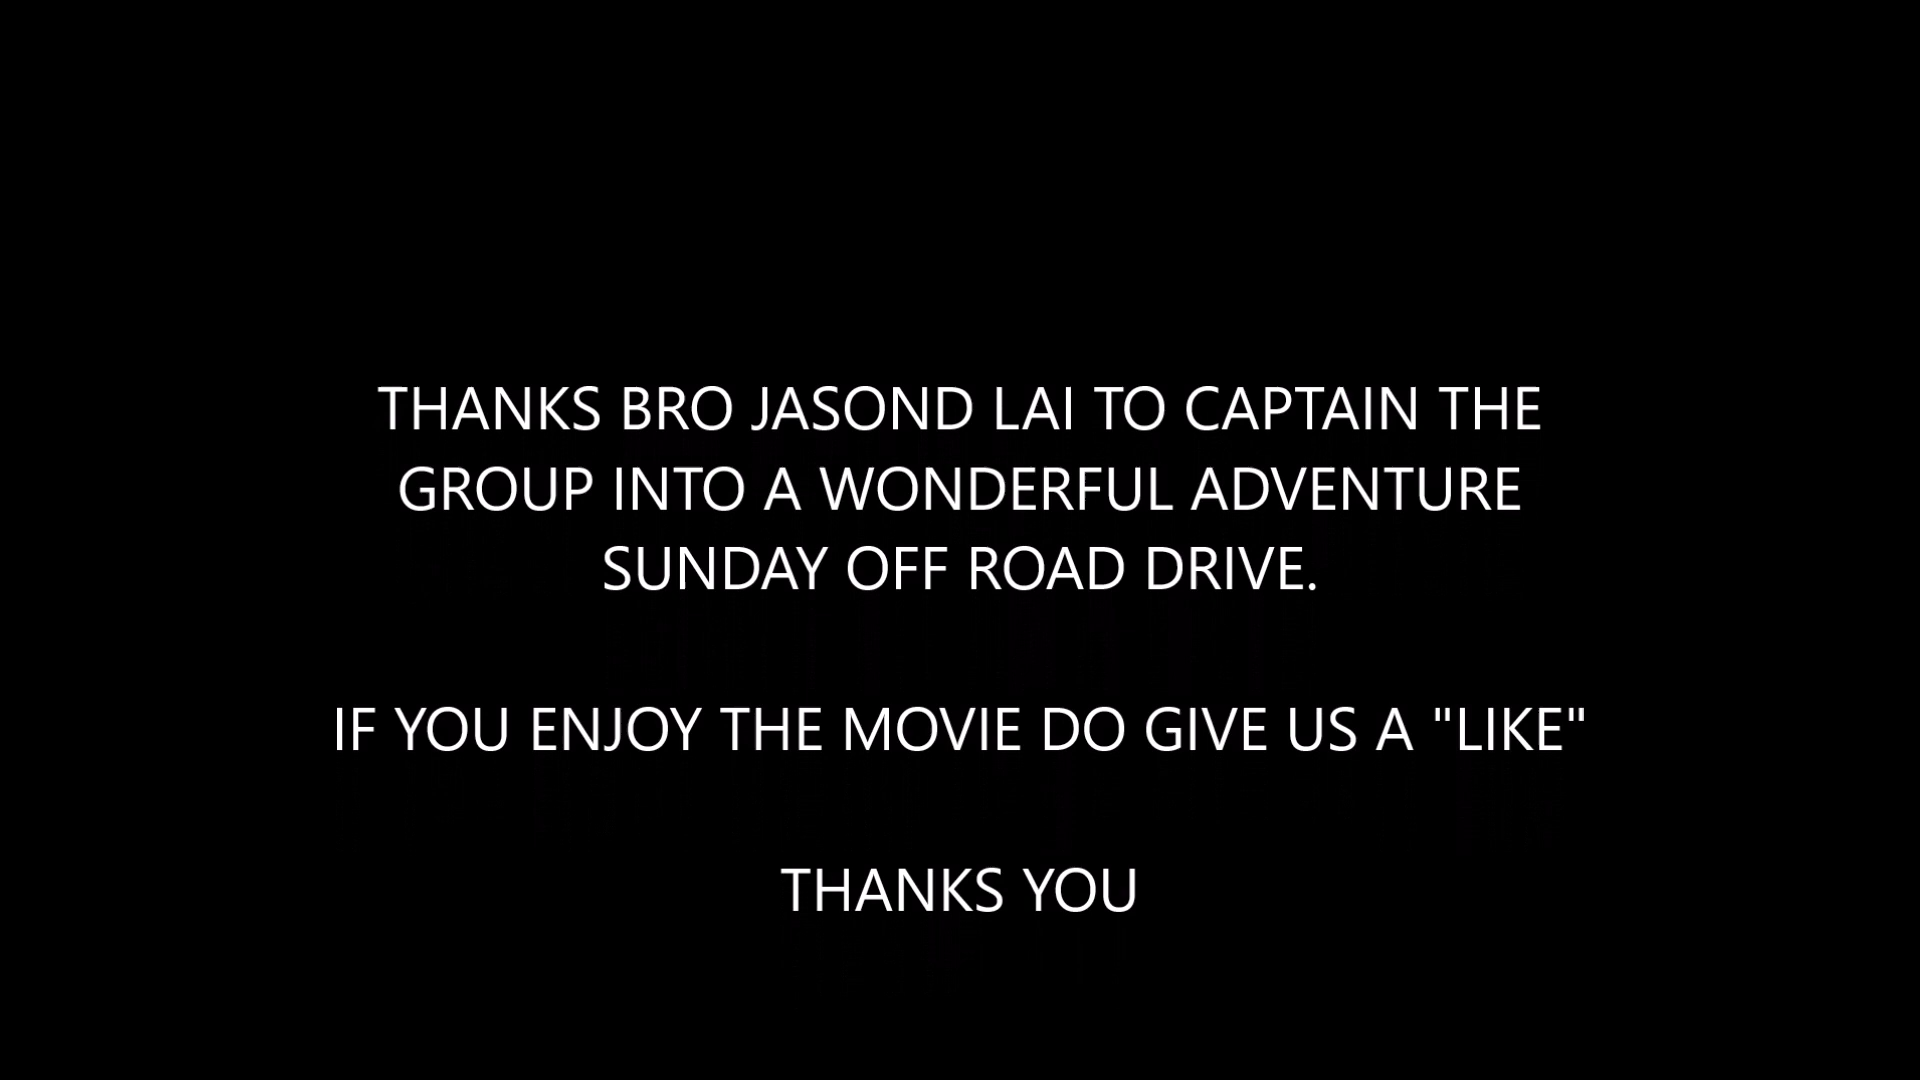 THANKS BRO JASOND LAI TO CAPTAIN THE
GROUP INTO A WONDERFUL ADVENTURE
SUNDAY OFF ROAD DRIVE.
IF YOU ENJOY THE MOVIE DO GIVE US A "LIKE"
THANKS YOU